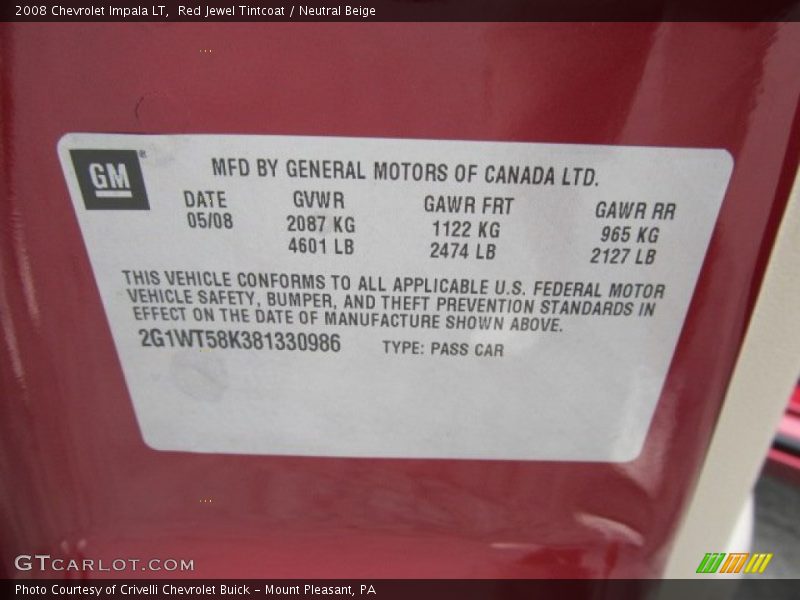 2008 Chevrolet Impala LT,  Red Jewel Tintcoat / Neutral Beige
GM®
MFD BY GENERAL MOTORS OF CANADA LTD.
DATE GVWR GAWR FRT GAWR RR
05/08 2087 KG 1122 KG 965 KG
4601 LB 2474 LB 2127 LB
THIS VEHICLE CONFORMS TO ALL APPLICABLE U.S. FEDERAL MOTOR
VEHICLE SAFETY, BUMPER, AND THEFT PREVENTION STANDARDS IN
EFFECT ON THE DATE OF MANUFACTURE SHOWN ABOVE.
2G1WT58K381330986 TYPE: PASS CAR
GTCARLOT.COM
Photo Courtesy of Crivelli Chevrolet Buick - Mount Pleasant, PA